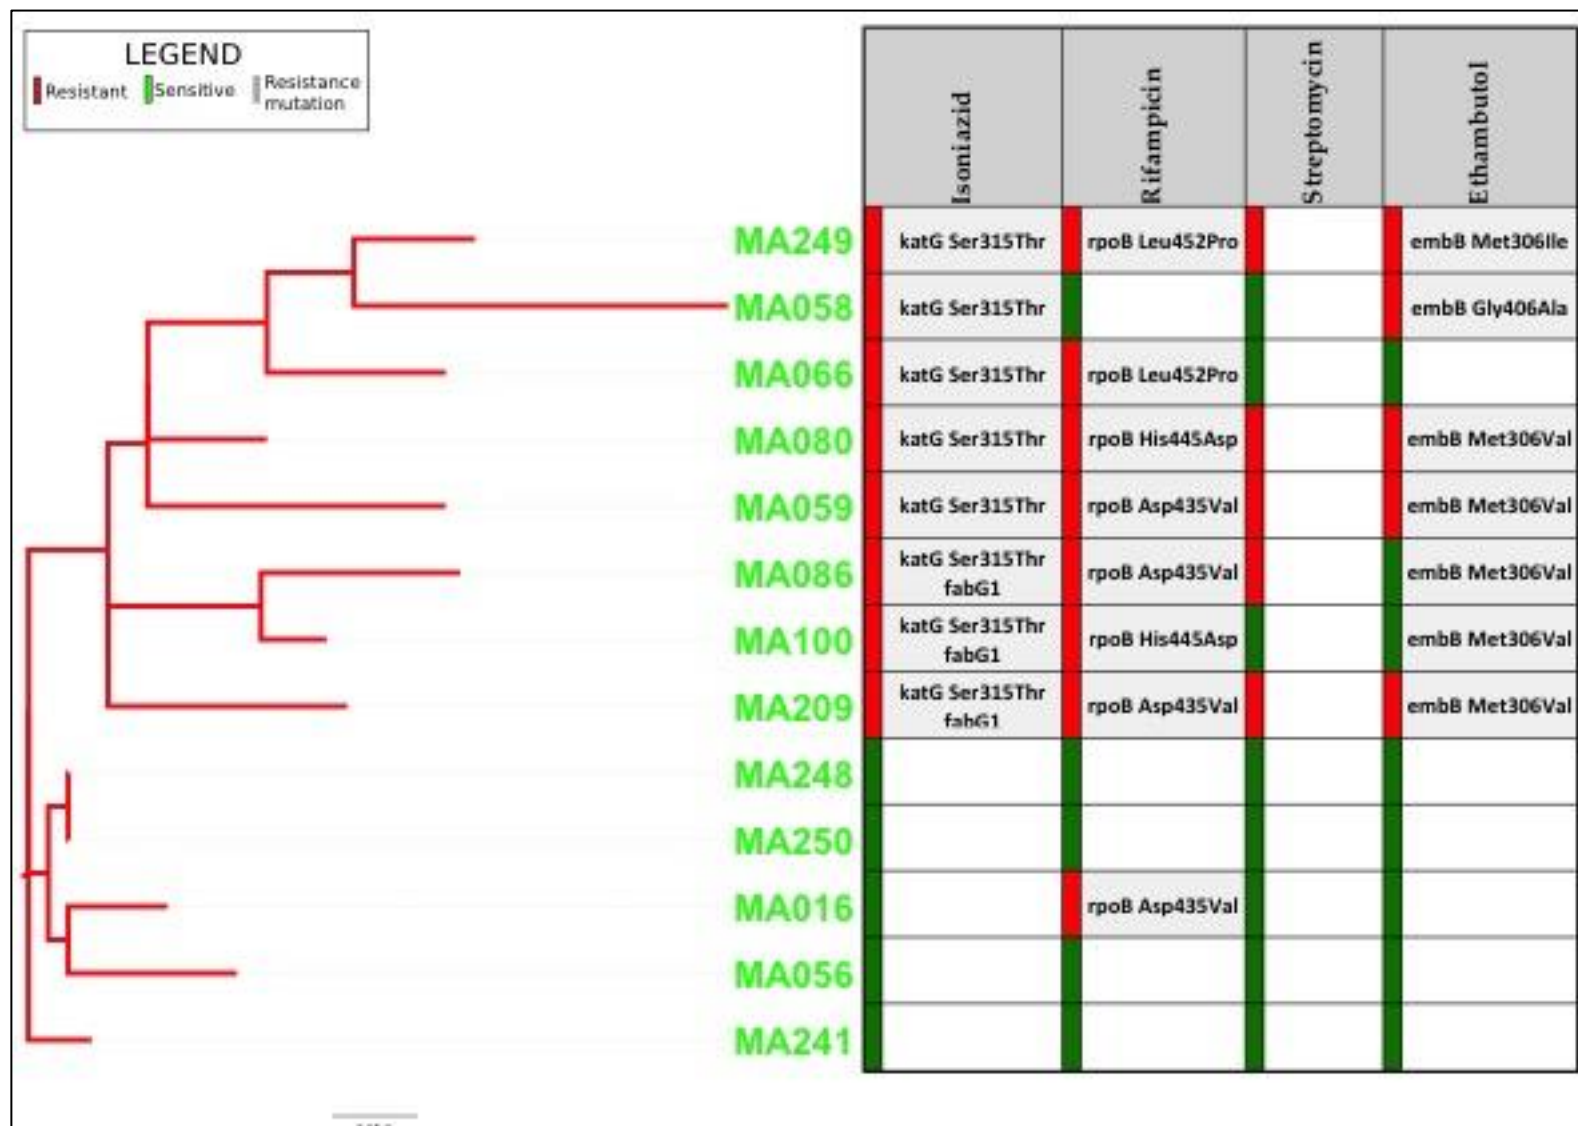 LEGEND
Resistant Sensitive Resistance
mutation
Isoniazid Rifampicin Streptomycin Ethambutol
MA249 katG Ser315Thr rpoB Leu452Pro embB Met306Ile
MA058 katG Ser315Thr embB Gly406Ala
MA066 katG Ser315Thr rpoB Leu452Pro
MA080 katG Ser315Thr rpoB His445Asp embB Met306Val
MA059 katG Ser315Thr rpoB Asp435Val embB Met306Val
MA086 katG Ser315Thr
fabG1 rpoB Asp435Val embB Met306Val
MA100 katG Ser315Thr
fabG1 rpoB His445Asp embB Met306Val
MA209 katG Ser315Thr
fabG1 rpoB Asp435Val embB Met306Val
MA248
MA250
MA016 rpoB Asp435Val
MA056
MA241